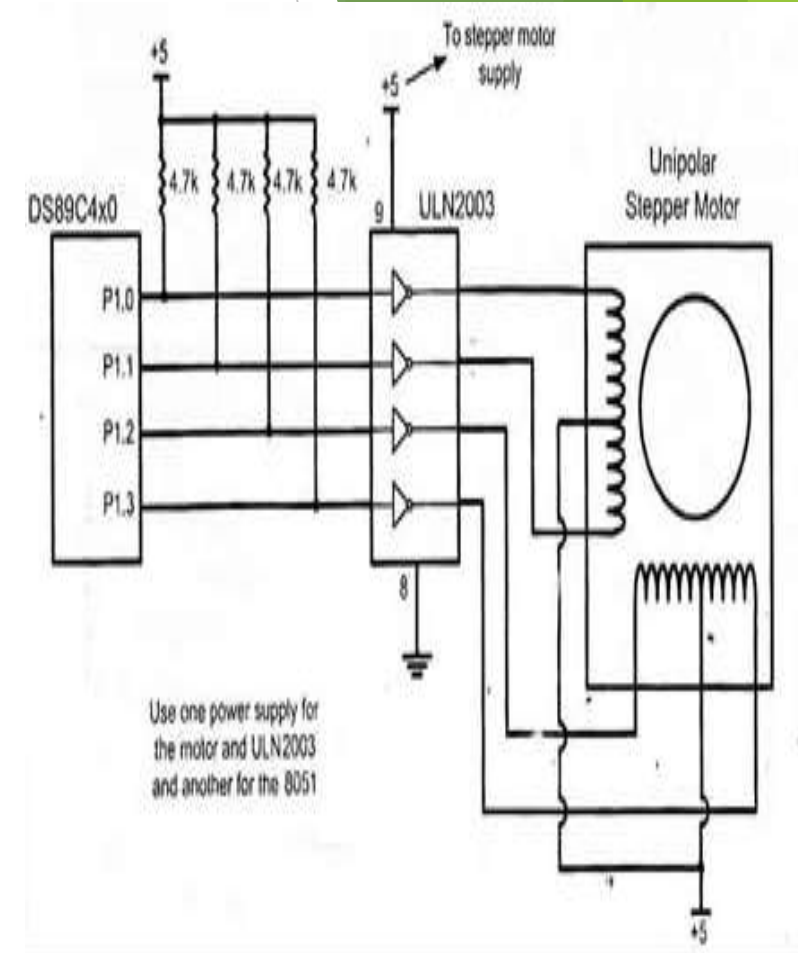 To stepper motor
supply
+5
+5
4.7k
4.7k
4.7k
4.7k
DS89C4x0
9
ULN2003
Unipolar
Stepper Motor
P1.0
P1.1
P1.2
P1.3
8
Use one power supply for
the motor and ULN2003
and another for the 8051
+5